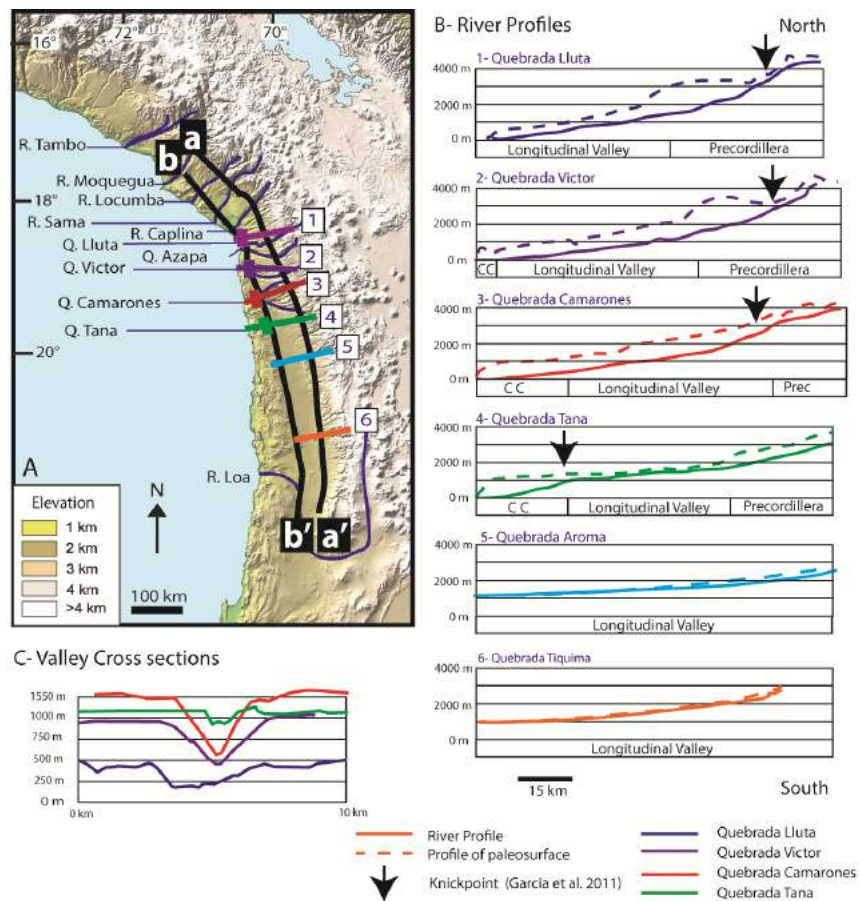 16°
72°
70°
R. Tambo
a
b
R. Moquegua
18°
R. Locumba
R. Sama
R. Caplina
1
Q. Lluta
Q. Azapa
2
Q. Victor
3
Q. Camarones
4
Q. Tana
20°
5
6
A
R. Loa
Elevation
N
1 km
2 km
3 km
4 km
>4 km
100 km
b' a'
B- River Profiles
North
1- Quebrada Lluta
4000 m
2000 m
0 m
Longitudinal Valley
Precordillera
2- Quebrada Victor
4000 m
2000 m
0 m
CC
Longitudinal Valley
Precordillera
3- Quebrada Camarones
4000 m
2000 m
0 m
C C
Longitudinal Valley
Prec
4- Quebrada Tana
4000 m
2000 m
0 m
C C
Longitudinal Valley
Precordillera
5- Quebrada Aroma
4000 m
2000 m
0 m
Longitudinal Valley
6- Quebrada Tiquima
4000 m
2000 m
0 m
Longitudinal Valley
15 km
South
C- Valley Cross sections
1550 m
1000 m
750 m
500 m
250 m
0 m
0 km
10 km
River Profile
Profile of paleosurface
Knickpoint (Garcia et al. 2011)
Quebrada Lluta
Quebrada Victor
Quebrada Camarones
Quebrada Tana